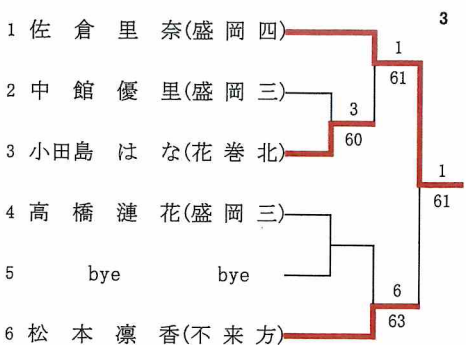 3
1 佐倉里奈(盛岡四)
2 中館優里(盛岡三)
3 小田島はな(花巻北)
4 高橋漣花(盛岡三)
5 bye bye
6 松本凛香(不来方)
1
61
3
60
1
61
6
63